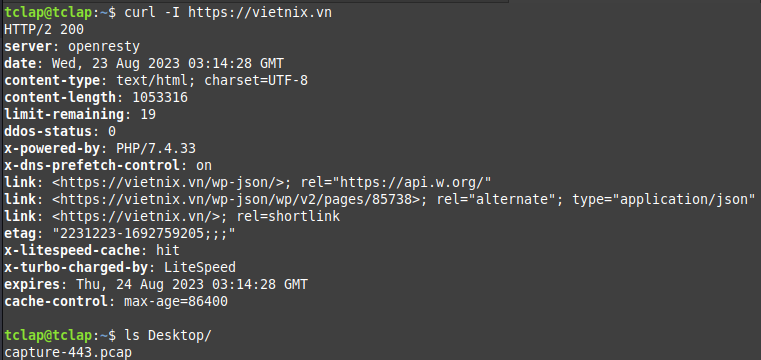 tclap@tclap:~$ curl -I https://vietnix.vn
HTTP/2 200
server: openresty
date: Wed, 23 Aug 2023 03:14:28 GMT
content-type: text/html; charset=UTF-8
content-length: 1053316
limit-remaining: 19
ddos-status: 0
x-powered-by: PHP/7.4.33
x-dns-prefetch-control: on
link: <https://vietnix.vn/wp-json/>; rel="https://api.w.org/"
link: <https://vietnix.vn/wp-json/wp/v2/pages/85738>; rel="alternate"; type="application/json"
link: <https://vietnix.vn/>; rel=shortlink
etag: "2231223-1692759205;;;"
x-litespeed-cache: hit
x-turbo-charged-by: LiteSpeed
expires: Thu, 24 Aug 2023 03:14:28 GMT
cache-control: max-age=86400
tclap@tclap:~$ ls Desktop/
capture-443.pcap